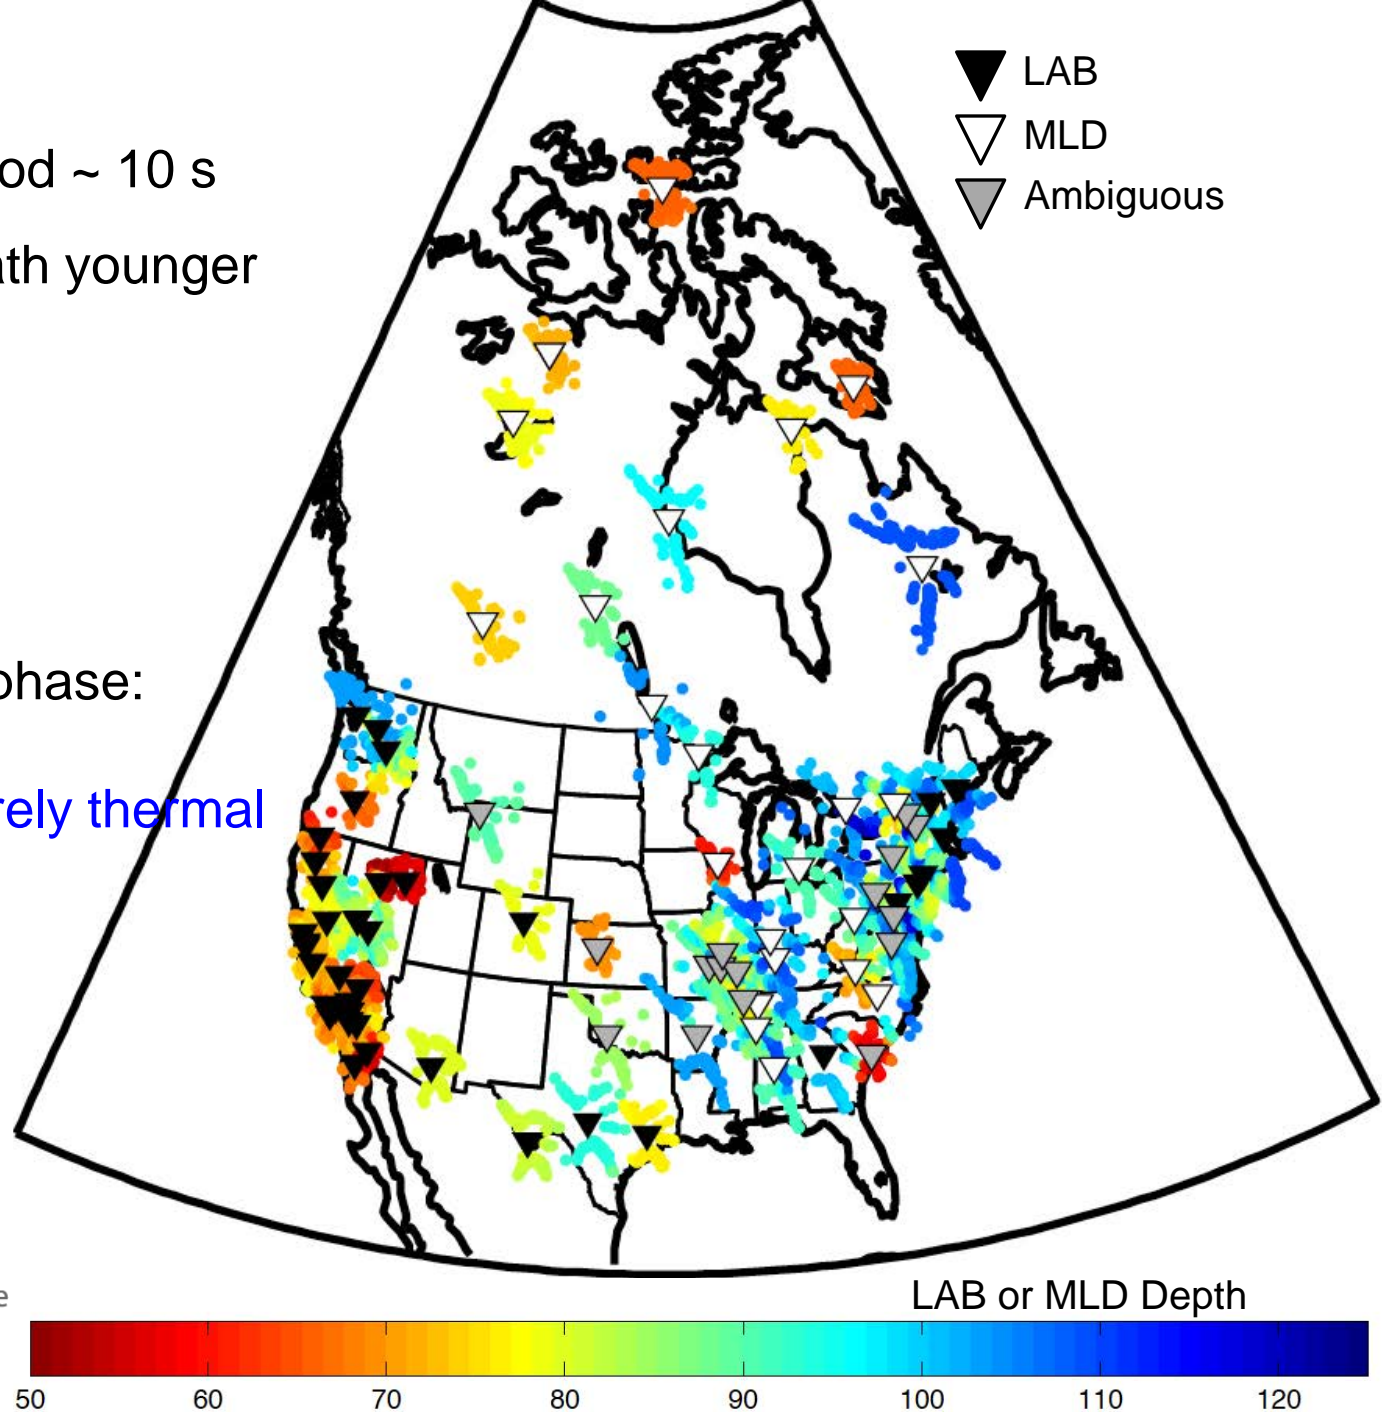 LAB
MLD
od ~ 10 s
Ambiguous
ath younger
phase:
rely thermal
e
LAB or MLD Depth
50 60 70 80 90 100 110 120